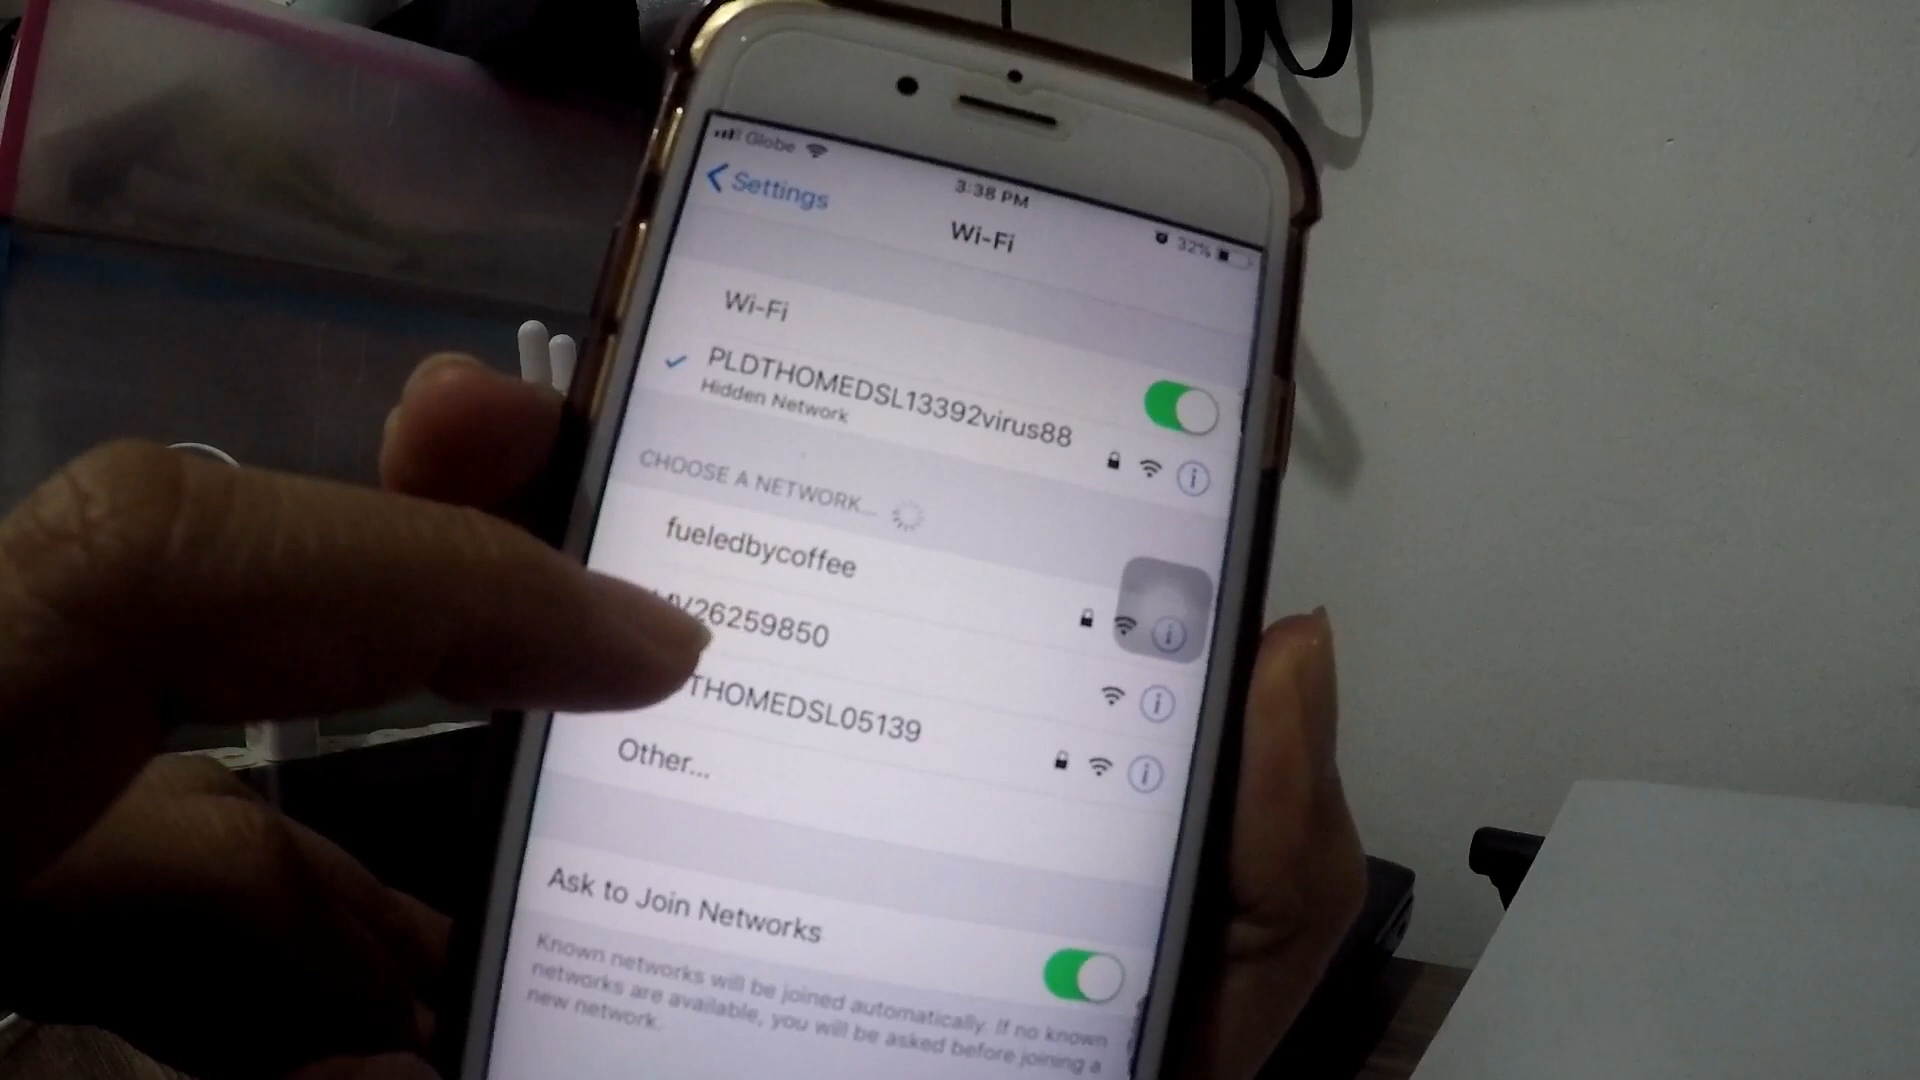 Globe
3:38 PM
32%
Settings
Wi-Fi
Wi-Fi
PLDTHOMEDSL13392virus88
Hidden Network
CHOOSE A NETWORK...
fueledbycoffee
26259850
THOMEDSL05139
Other...
Ask to Join Networks
Known networks will be joined automatically. If no known
networks are available, you will be asked before joining a
new network.